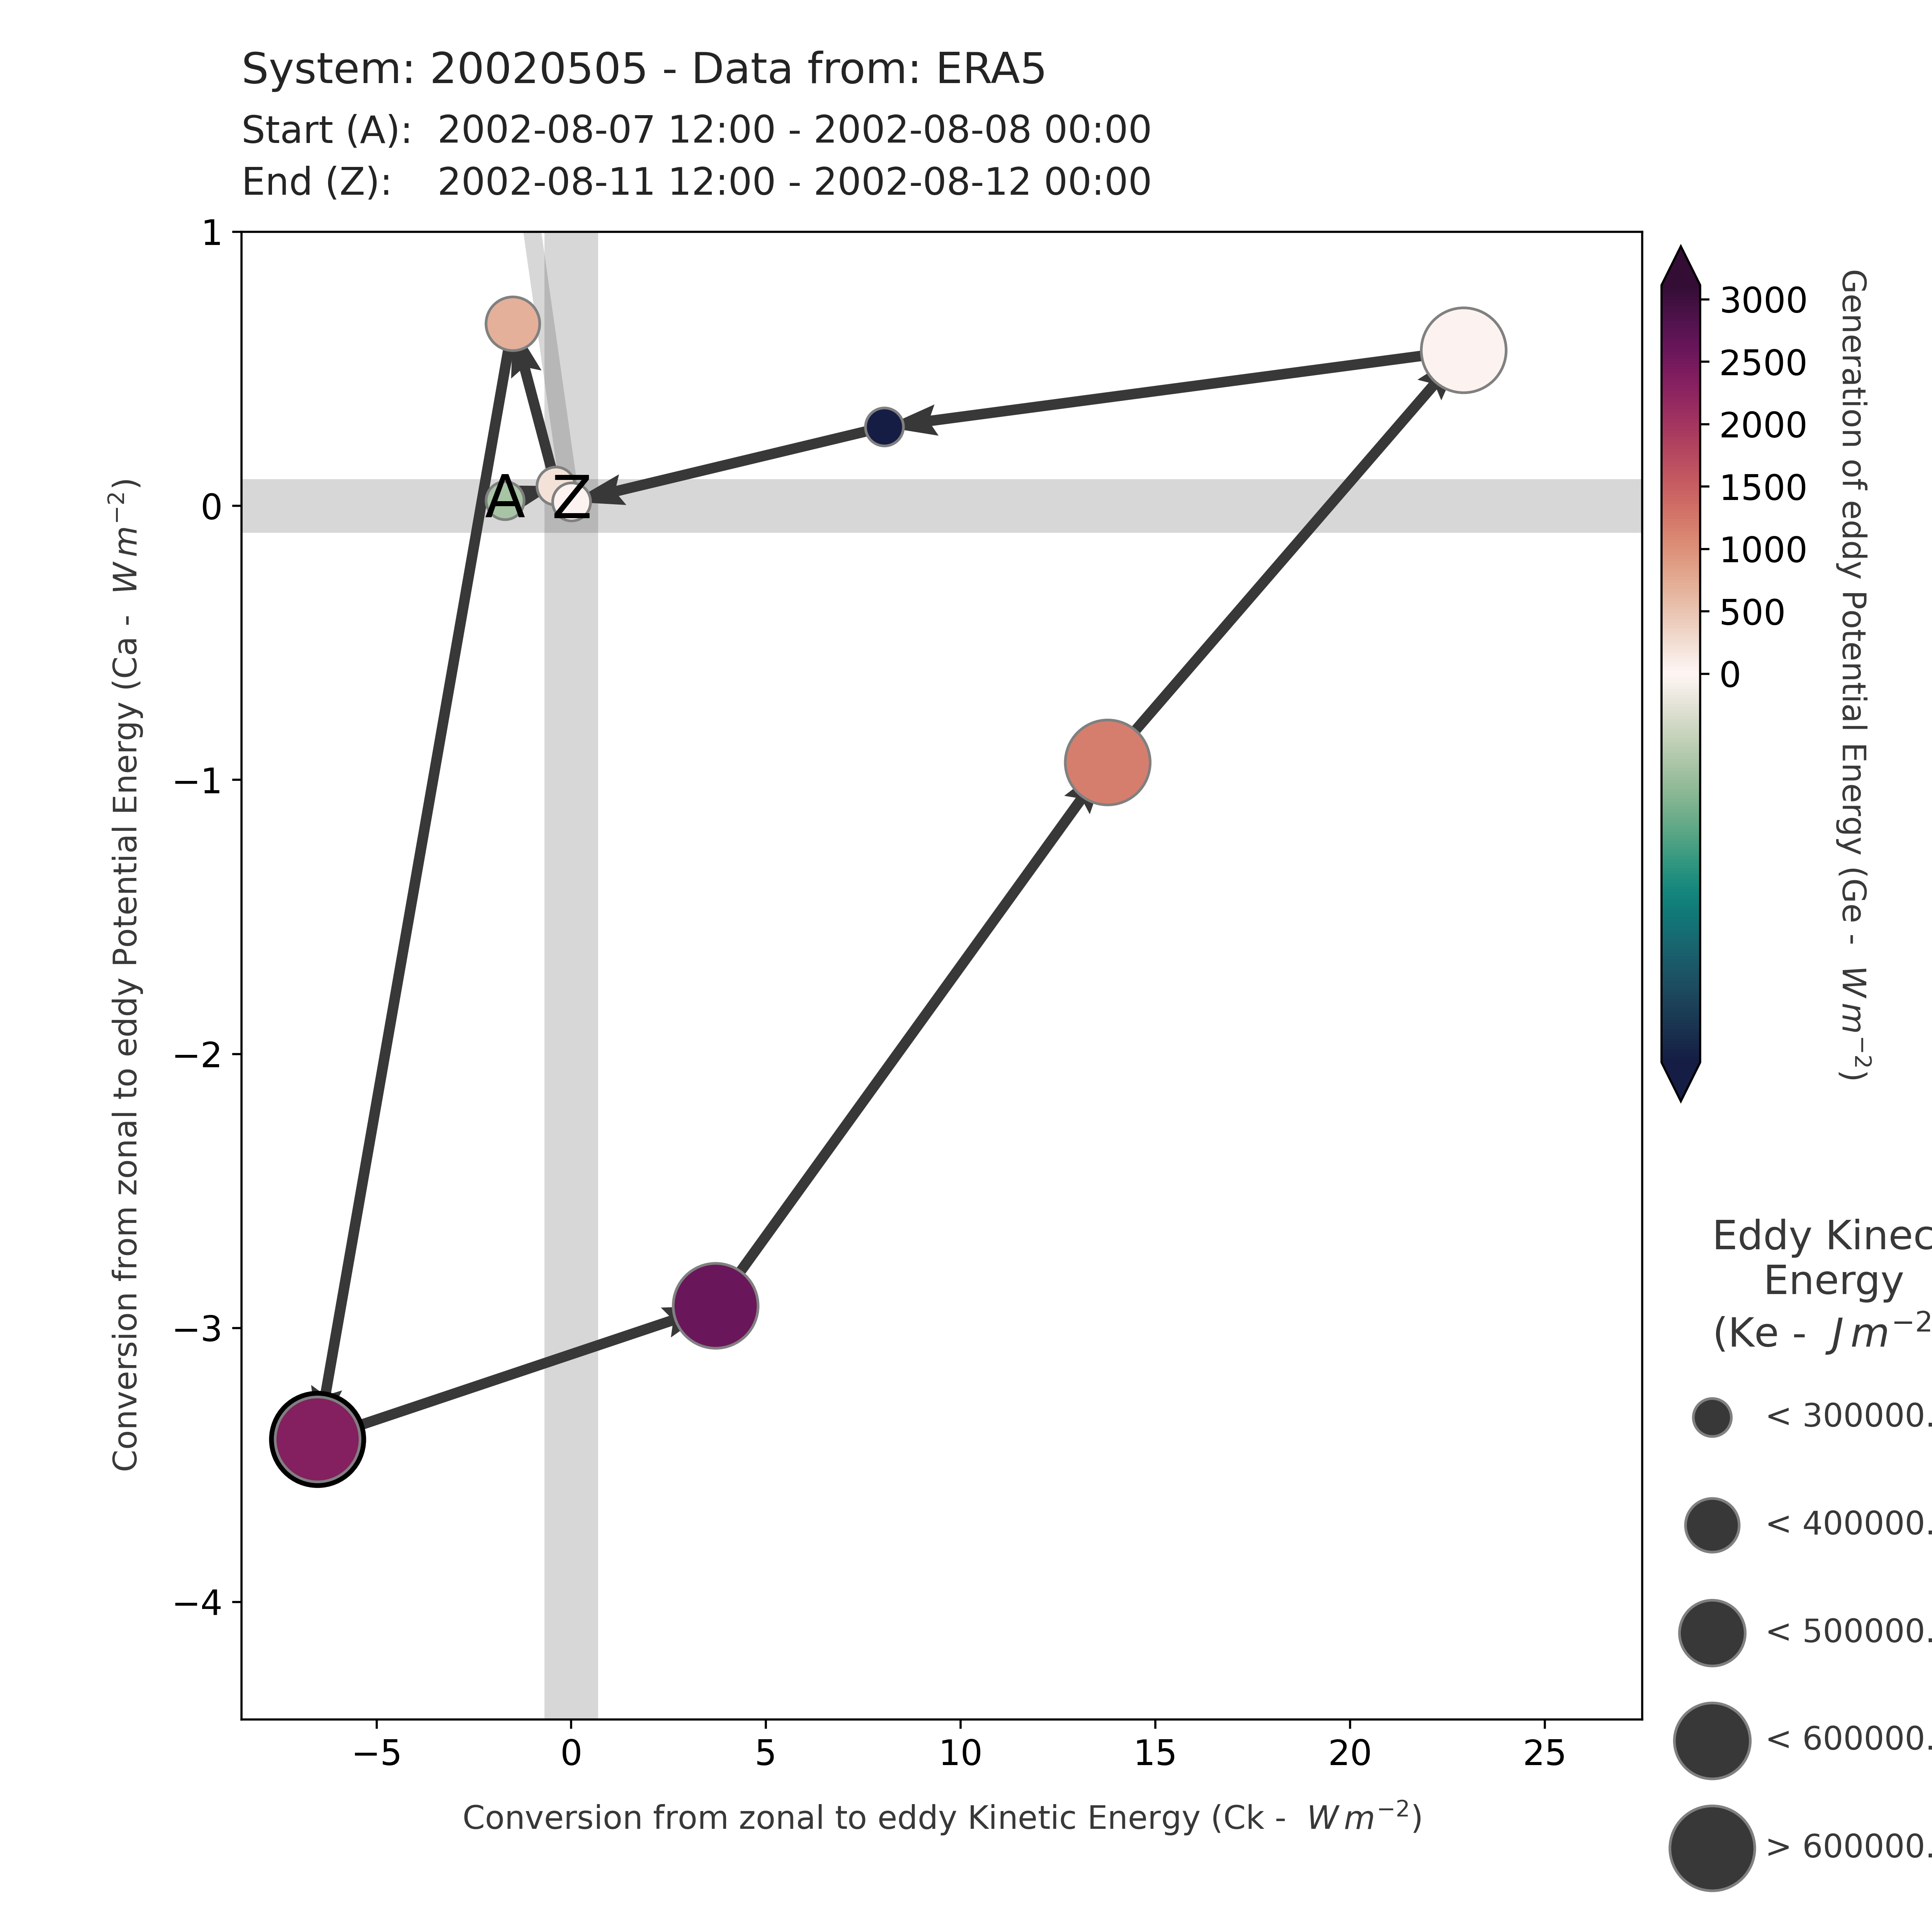 System: 20020505 - Data from: ERA5
Start (A): 2002-08-07 12:00 - 2002-08-08 00:00
End (Z): 2002-08-11 12:00 - 2002-08-12 00:00
Conversion from zonal to eddy Potential Energy (Ca - W m⁻²)
1
0
−1
−2
−3
−4
A
Z
−5
0
5
10
15
20
25
Conversion from zonal to eddy Kinetic Energy (Ck - W m⁻²)
3000
2500
2000
1500
1000
500
0
Generation of eddy Potential Energy (Ge - W m⁻²)
Eddy Kinec
Energy
(Ke - J m⁻²
< 300000.
< 400000.
< 500000.
< 600000.
> 600000.